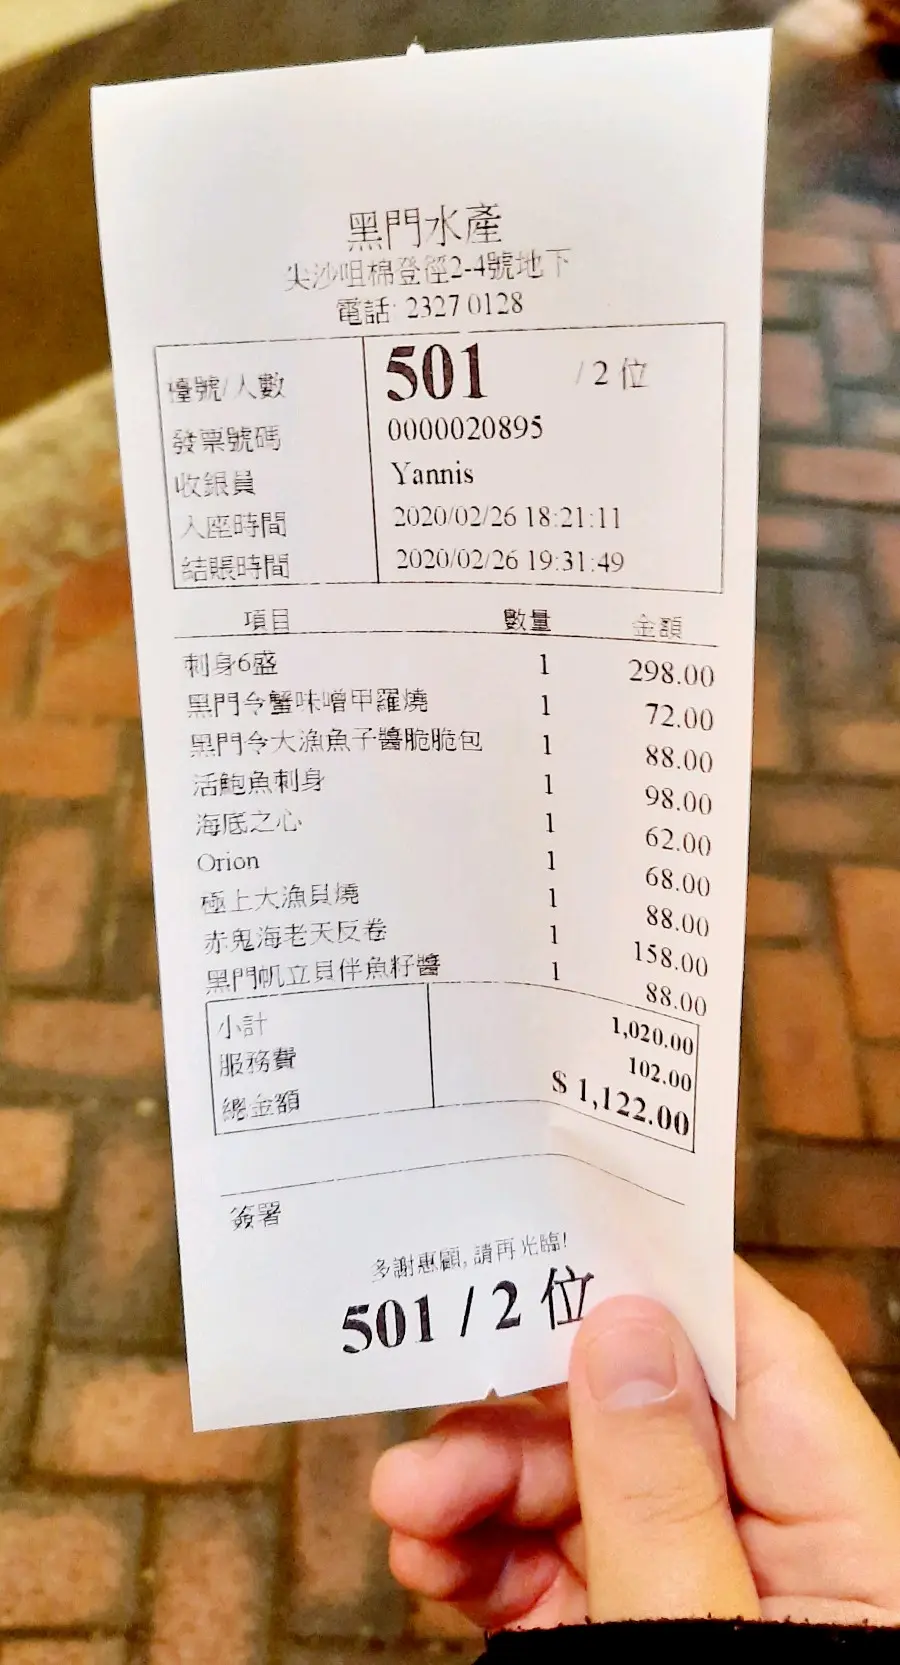 黑門水產
尖沙咀棉登徑2-4號地下
電話: 2327 0128
檯號/人數 501 / 2 位
發票號碼 0000020895
收銀員 Yannis
入座時間 2020/02/26 18:21:11
結賬時間 2020/02/26 19:31:49
項目 數量 金額
刺身6盛 1 298.00
黑門令蟹味噌甲羅燒 1 72.00
黑門令大漁魚子醬脆脆包 1 88.00
活鮑魚刺身 1 98.00
海底之心 1 62.00
Orion 1 68.00
極上大漁貝燒 1 88.00
赤鬼海老天反卷 1 158.00
黑門帆立貝伴魚籽醬 1 88.00
小計 1,020.00
服務費 102.00
總金額 $ 1,122.00
簽署
多謝惠顧, 請再光臨!
501 / 2 位